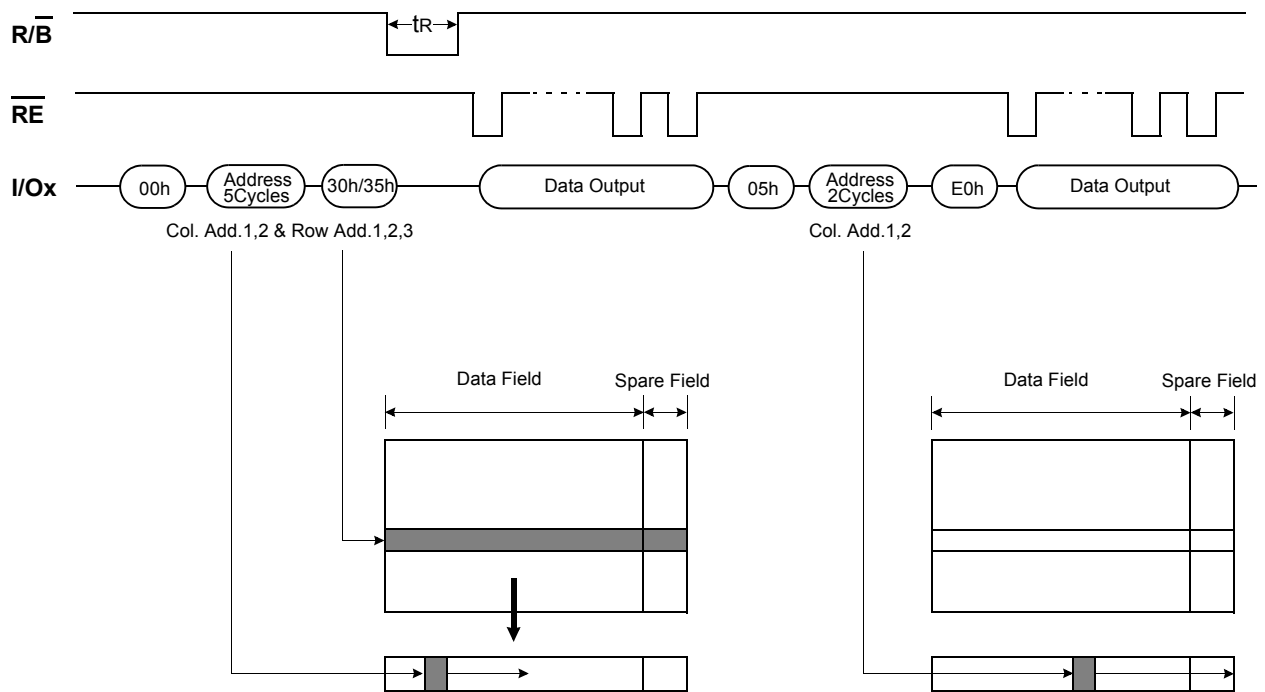 R/B
tR
RE
I/Ox
00h
Address
5Cycles
30h/35h
Data Output
05h
Address
2Cycles
E0h
Data Output
Col. Add.1,2 & Row Add.1,2,3
Col. Add.1,2
Data Field
Spare Field
Data Field
Spare Field